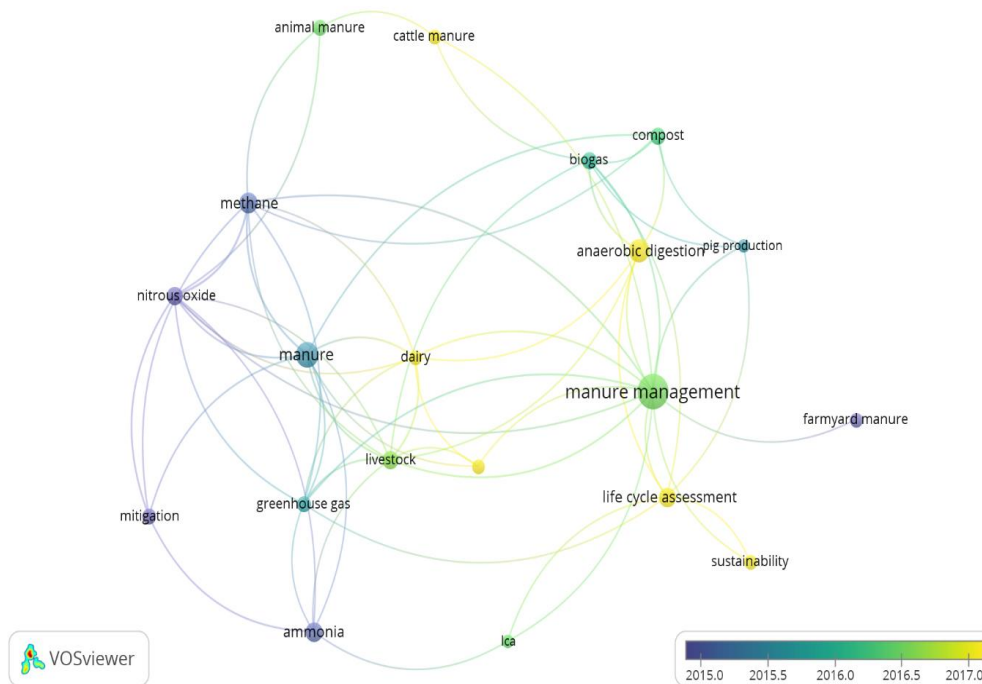 animal manure
cattle manure
compost
biogas
methane
anaerobic digestion
pig production
nitrous oxide
manure
dairy
manure management
farmyard manure
livestock
life cycle assessment
greenhouse gas
mitigation
sustainability
ammonia
lca
VOSviewer
2015.0 2015.5 2016.0 2016.5 2017.0